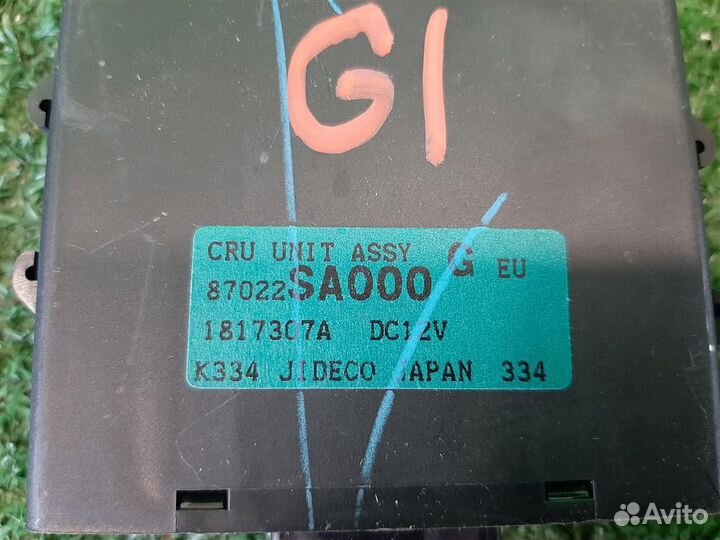 G1
CRU UNIT ASSY G EU
87022SA000
1817307A DC12V
K334 JIDECO JAPAN 334
Avito